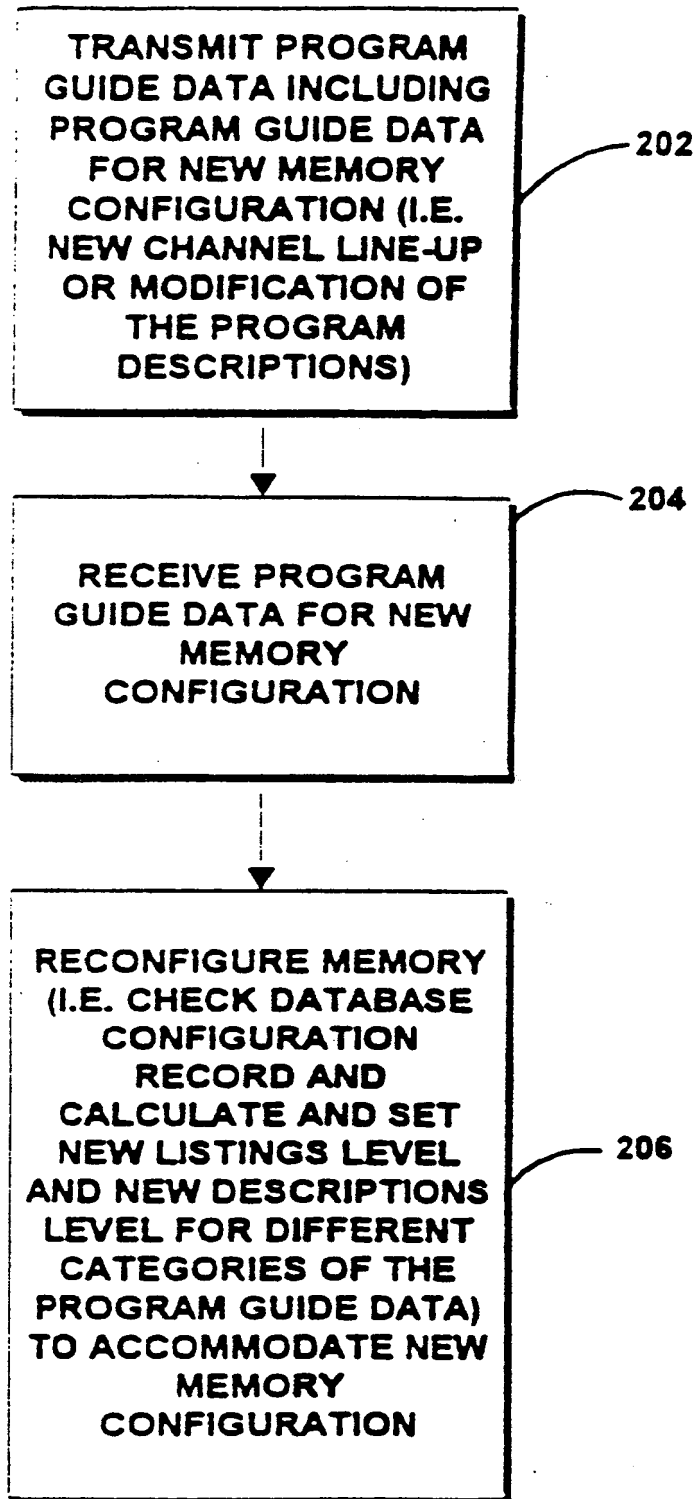 TRANSMIT PROGRAM
GUIDE DATA INCLUDING
PROGRAM GUIDE DATA
FOR NEW MEMORY
CONFIGURATION (I.E.
NEW CHANNEL LINE-UP
OR MODIFICATION OF
THE PROGRAM
DESCRIPTIONS)
202
204
RECEIVE PROGRAM
GUIDE DATA FOR NEW
MEMORY
CONFIGURATION
RECONFIGURE MEMORY
(I.E. CHECK DATABASE
CONFIGURATION
RECORD AND
CALCULATE AND SET
NEW LISTINGS LEVEL
AND NEW DESCRIPTIONS
LEVEL FOR DIFFERENT
CATEGORIES OF THE
PROGRAM GUIDE DATA)
TO ACCOMMODATE NEW
MEMORY
CONFIGURATION
206